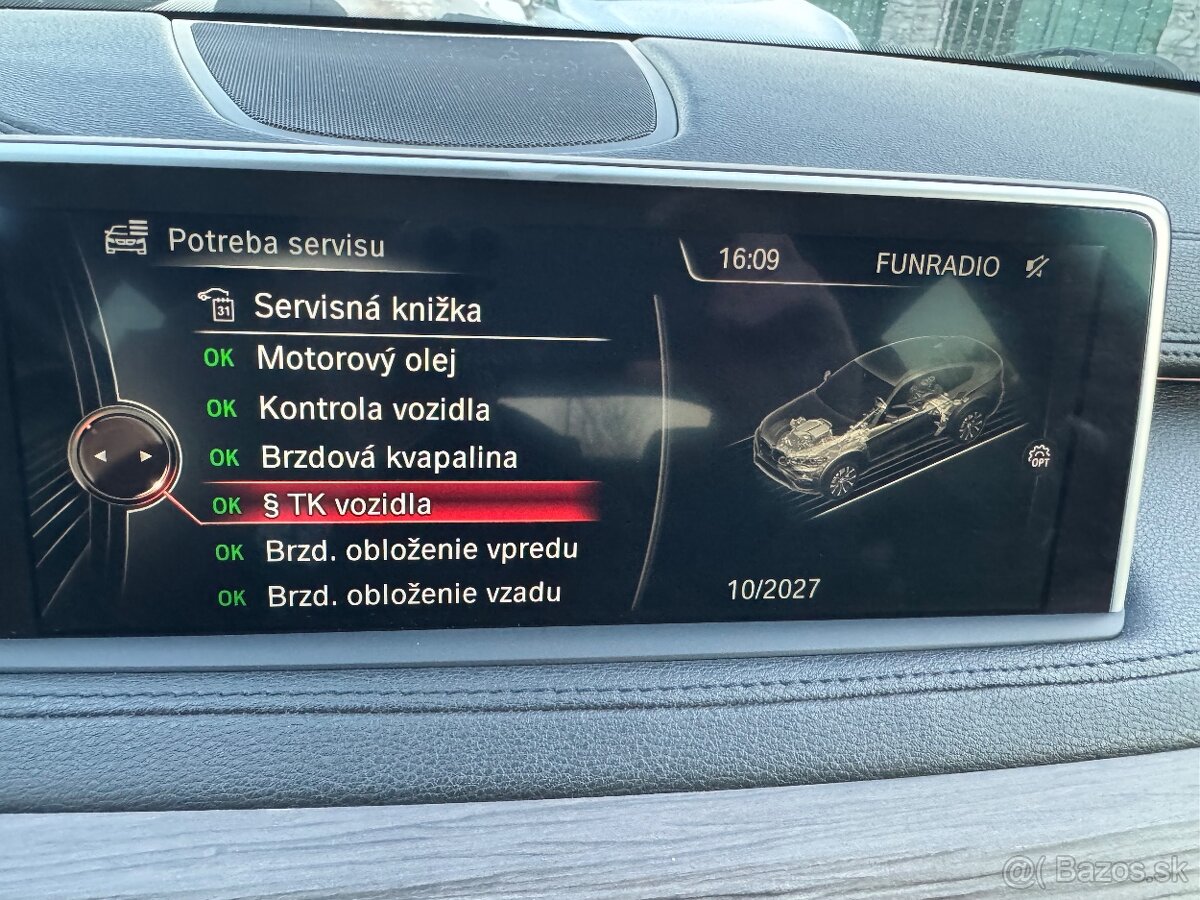 Potreba servisu
16:09 FUNRADIO
31 Servisná knižka
OK Motorový olej
OK Kontrola vozidla
OK Brzdová kvapalina
OK § TK vozidla
OK Brzd. obloženie vpredu
OK Brzd. obloženie vzadu
OPT
10/2027
@( Bazos.sk